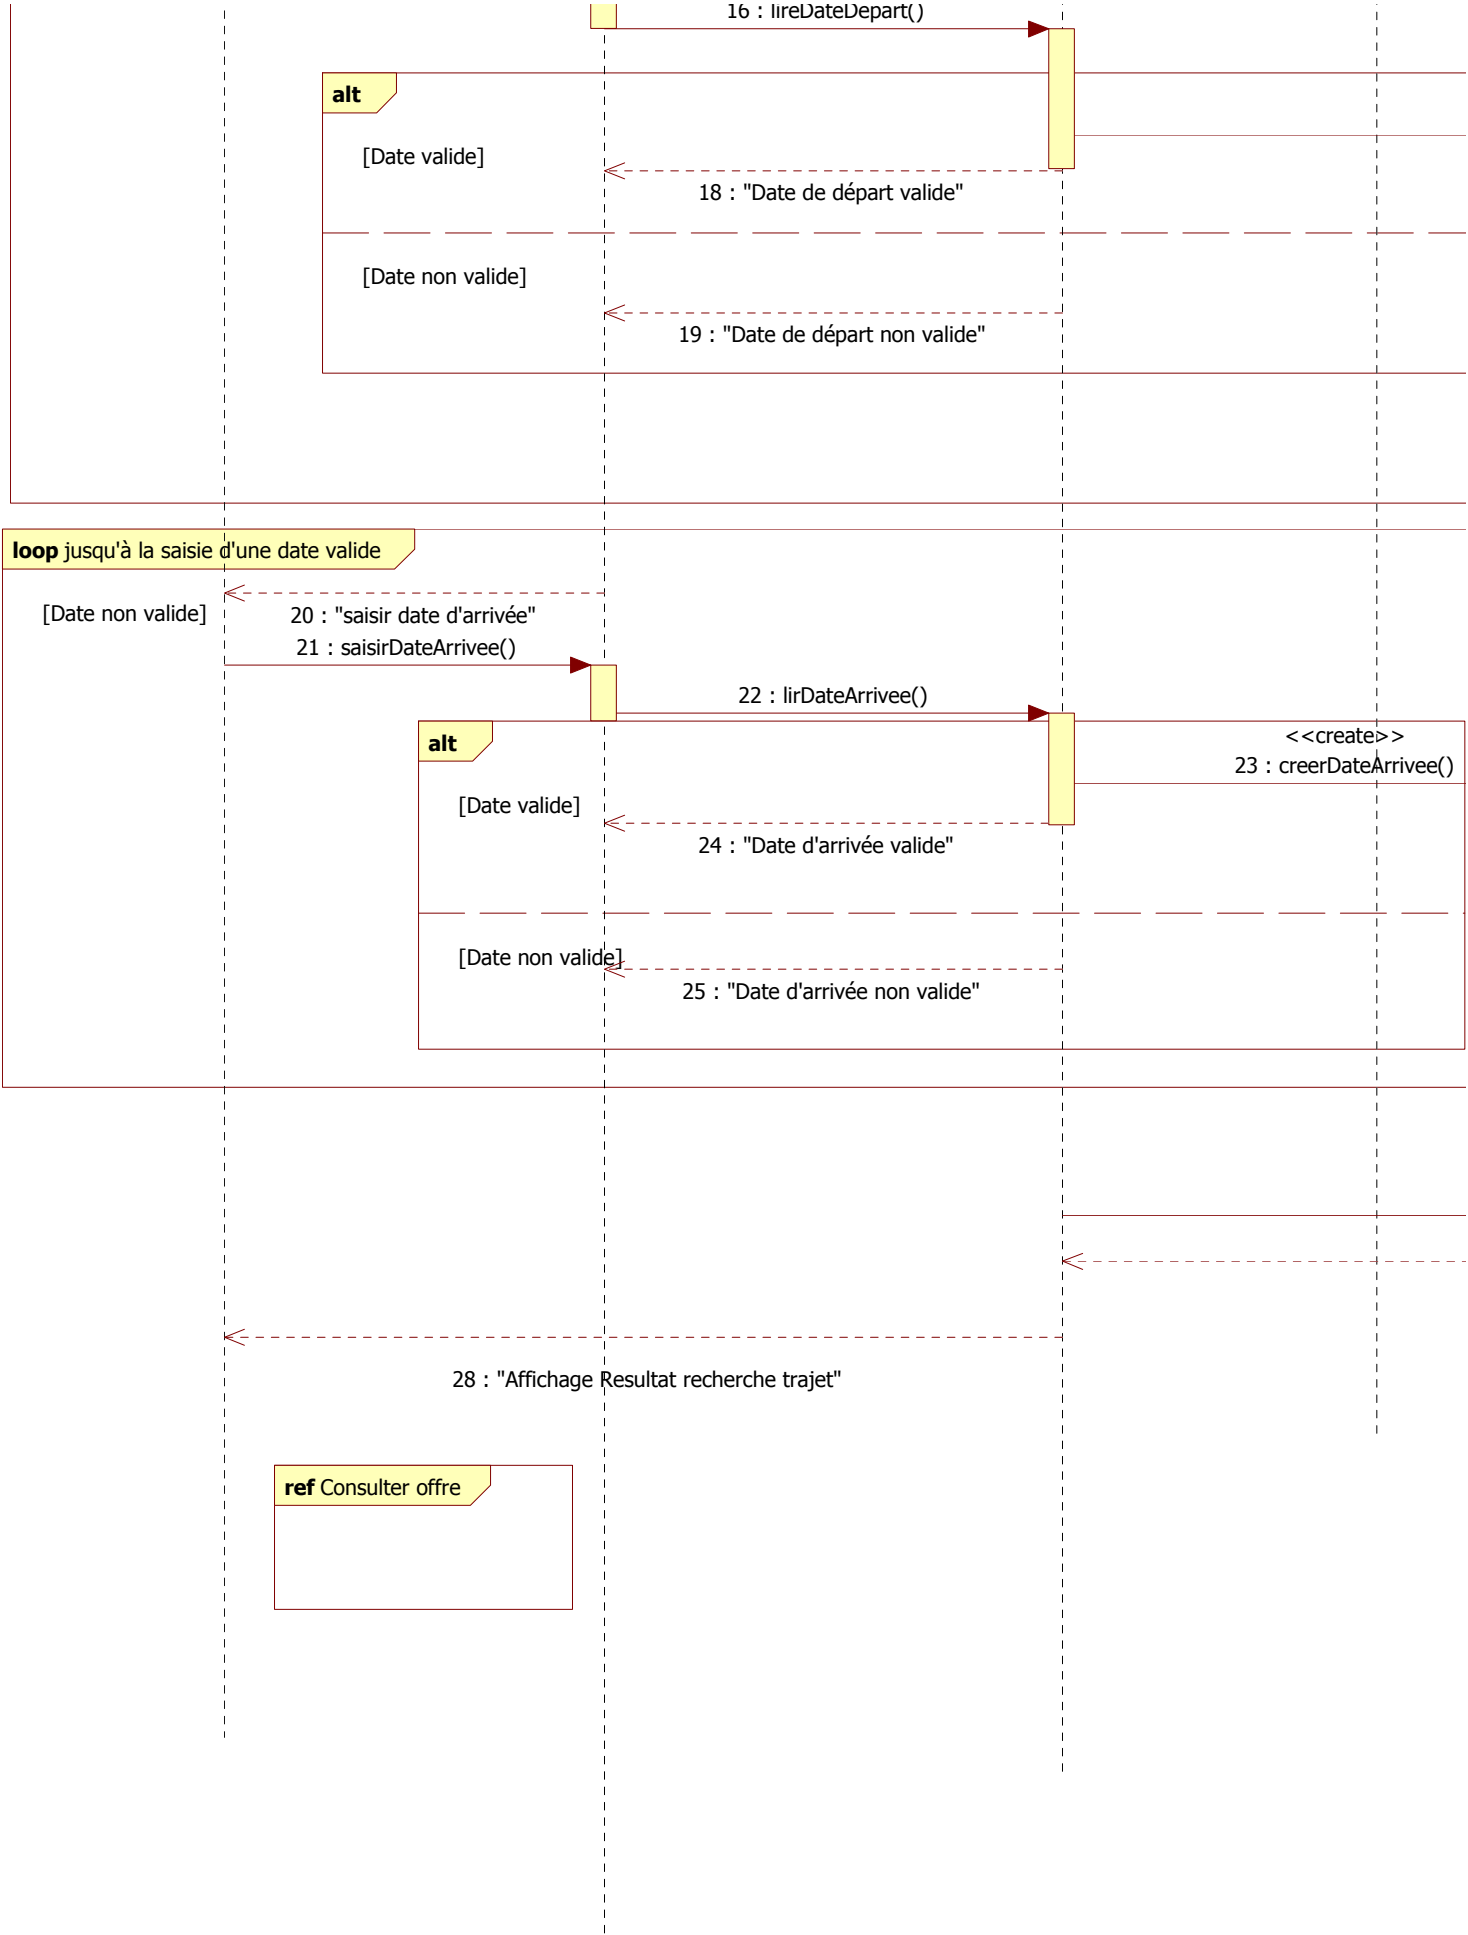 16 : lireDateDepart()
alt
[Date valide]
18 : "Date de départ valide"
[Date non valide]
19 : "Date de départ non valide"
loop jusqu'à la saisie d'une date valide
[Date non valide]
20 : "saisir date d'arrivée"
21 : saisirDateArrivee()
22 : lirDateArrivee()
alt
<<create>>
23 : creerDateArrivee()
[Date valide]
24 : "Date d'arrivée valide"
[Date non valide]
25 : "Date d'arrivée non valide"
28 : "Affichage Resultat recherche trajet"
ref Consulter offre